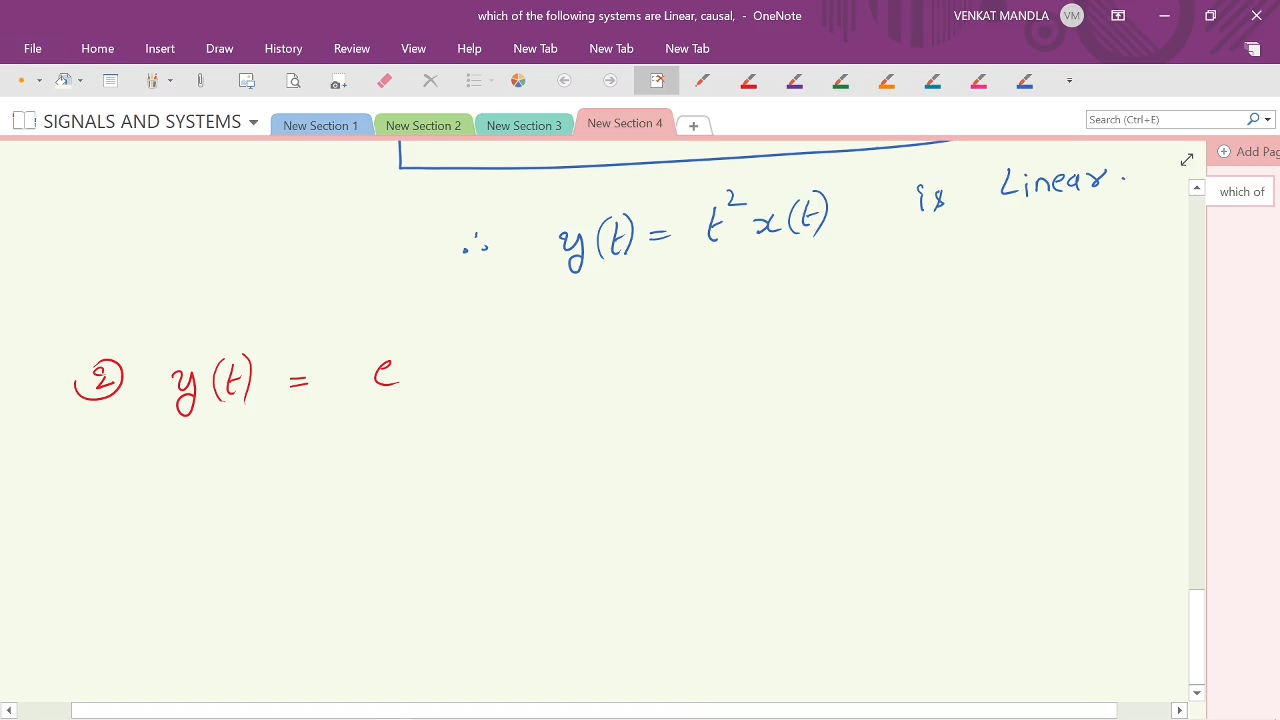 which of the following systems are Linear, causal, - OneNote
VENKAT MANDLA VM
File Home Insert Draw History Review View Help New Tab New Tab New Tab
SIGNALS AND SYSTEMS New Section 1 New Section 2 New Section 3 New Section 4 Search (Ctrl+E)
Add Pag
which of
∴ y(t) = t² x(t) is Linear.
② y(t) = e